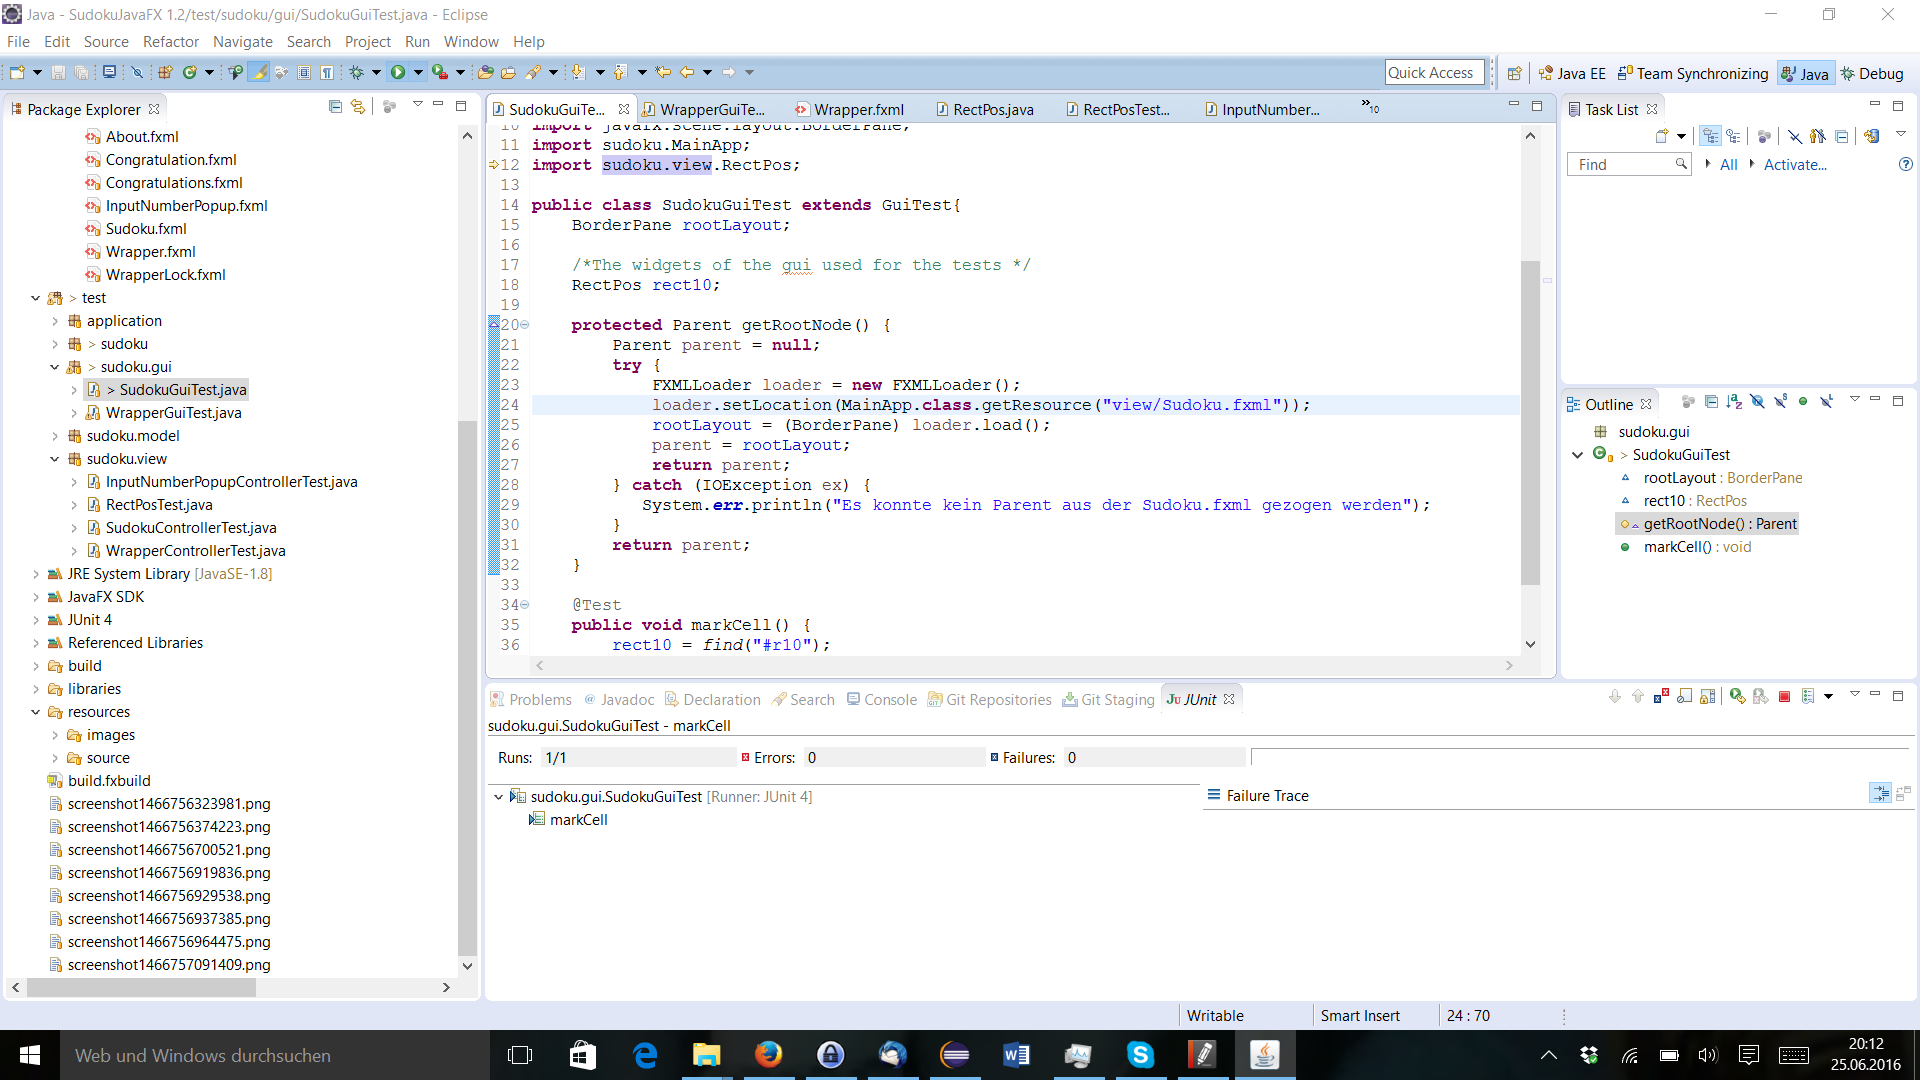 Java - SudokuJavaFX 1.2/test/sudoku/gui/SudokuGuiTest.java - Eclipse
File Edit Source Refactor Navigate Search Project Run Window Help
Quick Access
Java EE Team Synchronizing Java Debug
Package Explorer
About.fxml
Congratulation.fxml
Congratulations.fxml
InputNumberPopup.fxml
Sudoku.fxml
Wrapper.fxml
WrapperLock.fxml
> test
application
> sudoku
> sudoku.gui
> SudokuGuiTest.java
WrapperGuiTest.java
sudoku.model
sudoku.view
InputNumberPopupControllerTest.java
RectPosTest.java
SudokuControllerTest.java
WrapperControllerTest.java
JRE System Library [JavaSE-1.8]
JavaFX SDK
JUnit 4
Referenced Libraries
build
libraries
resources
images
source
build.fxbuild
screenshot1466756323981.png
screenshot1466756374223.png
screenshot1466756700521.png
screenshot1466756919836.png
screenshot1466756929538.png
screenshot1466756937385.png
screenshot1466756964475.png
screenshot1466757091409.png
SudokuGuiTe... WrapperGuiTe... Wrapper.fxml RectPos.java RectPosTest... InputNumber... »10
10 import javafx.scene.layout.BorderPane;
11 import sudoku.MainApp;
12 import sudoku.view.RectPos;
13
14 public class SudokuGuiTest extends GuiTest{
15 BorderPane rootLayout;
16
17 /*The widgets of the gui used for the tests */
18 RectPos rect10;
19
20 protected Parent getRootNode() {
21 Parent parent = null;
22 try {
23 FXMLLoader loader = new FXMLLoader();
24 loader.setLocation(MainApp.class.getResource("view/Sudoku.fxml"));
25 rootLayout = (BorderPane) loader.load();
26 parent = rootLayout;
27 return parent;
28 } catch (IOException ex) {
29 System.err.println("Es konnte kein Parent aus der Sudoku.fxml gezogen werden");
30 }
31 return parent;
32 }
33
34 @Test
35 public void markCell() {
36 rect10 = find("#r10");
Task List
Find All Activate...
Outline
sudoku.gui
> SudokuGuiTest
rootLayout : BorderPane
rect10 : RectPos
getRootNode() : Parent
markCell() : void
Problems @ Javadoc Declaration Search Console Git Repositories Git Staging JUnit
sudoku.gui.SudokuGuiTest - markCell
Runs: 1/1 Errors: 0 Failures: 0
sudoku.gui.SudokuGuiTest [Runner: JUnit 4]
markCell
Failure Trace
Writable Smart Insert 24 : 70
Web und Windows durchsuchen
20:12
25.06.2016